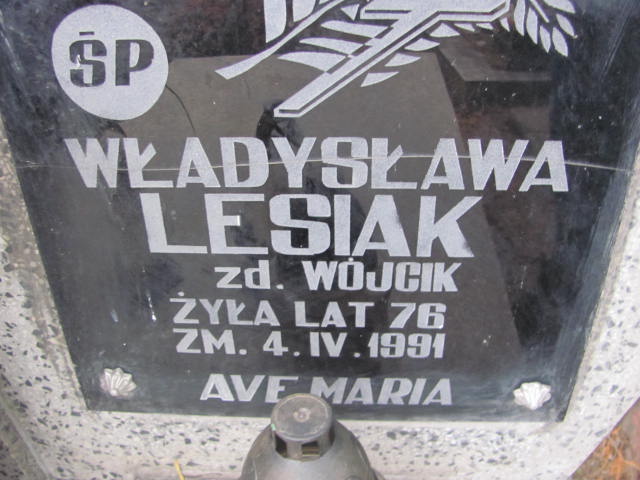 ŚP
WŁADYSŁAWA
LESIAK
zd. WÓJCIK
ŻYŁA LAT 76
ZM. 4. IV. 1991
AVE MARIA